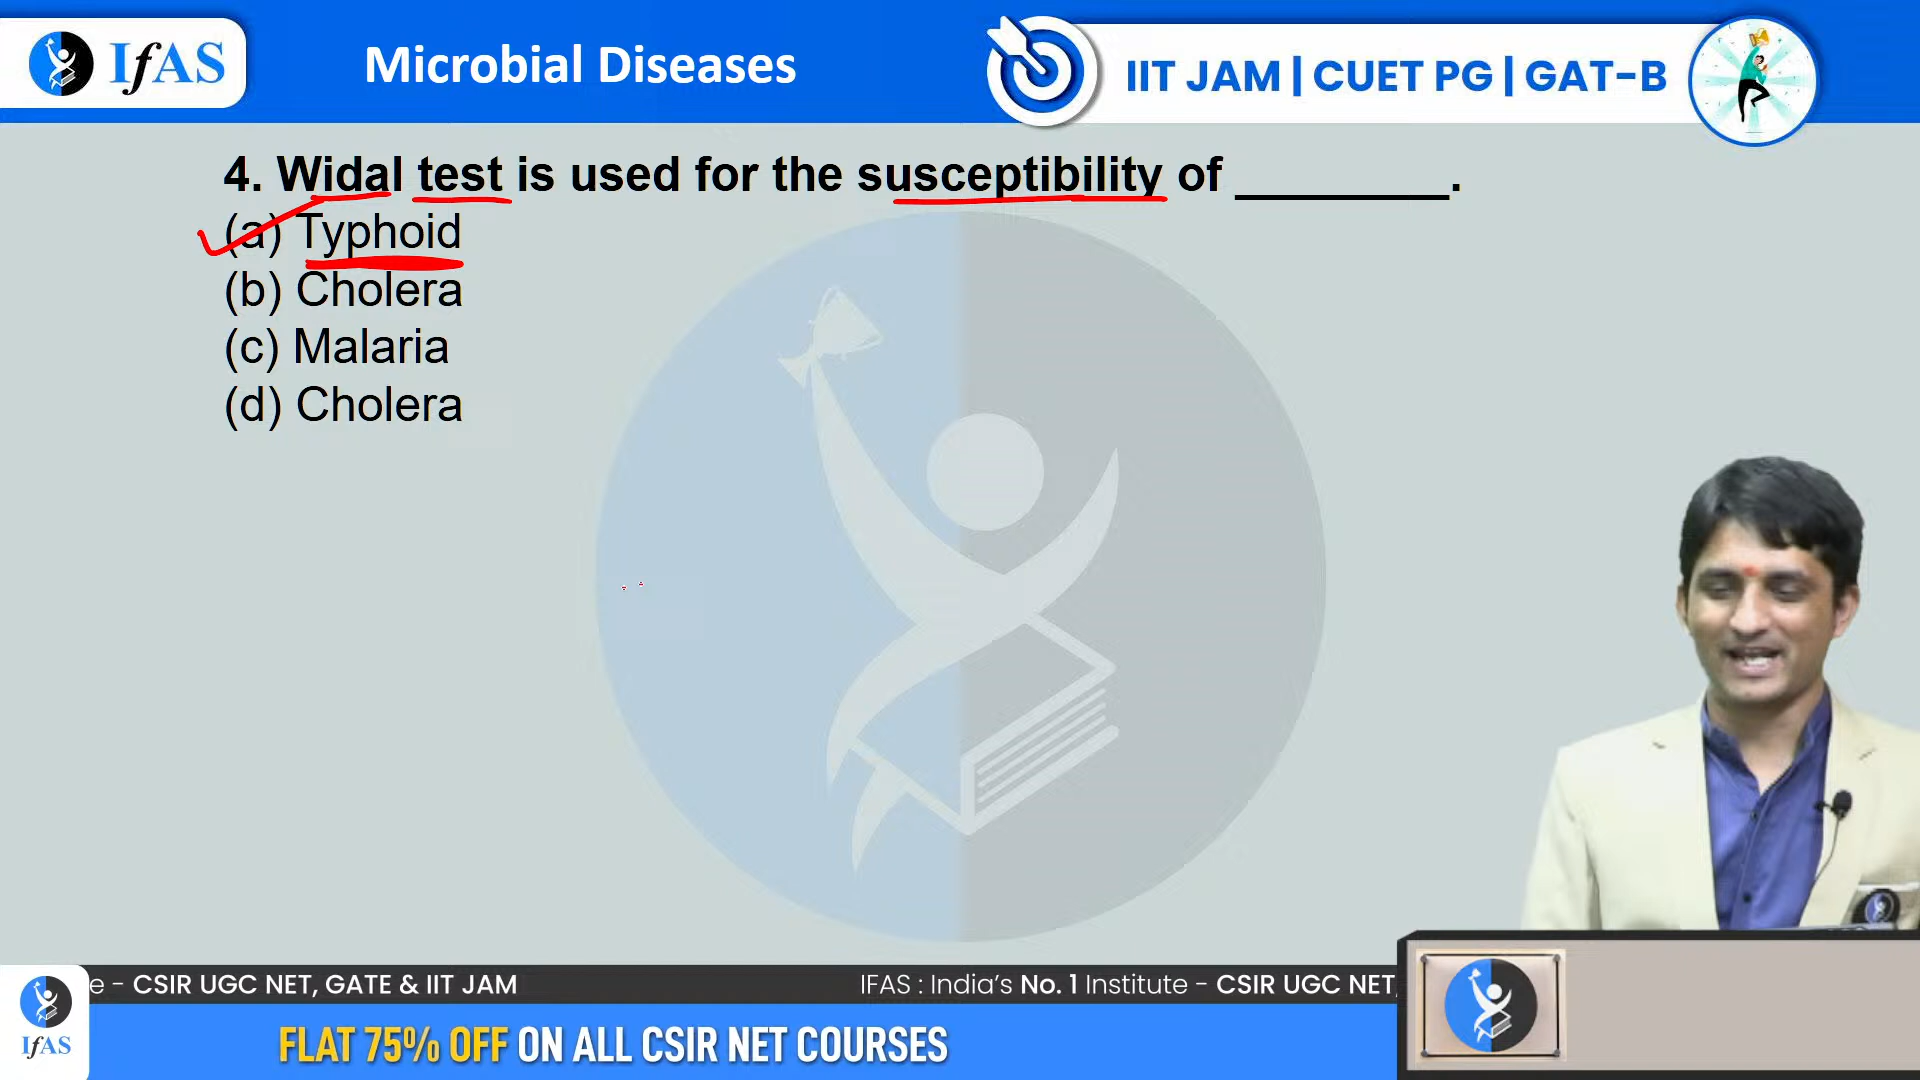 IfAS
Microbial Diseases
IIT JAM | CUET PG | GAT-B
4. Widal test is used for the susceptibility of ________.
(a) Typhoid
(b) Cholera
(c) Malaria
(d) Cholera
e - CSIR UGC NET, GATE & IIT JAM
IFAS : India's No. 1 Institute - CSIR UGC NET,
IfAS
FLAT 75% OFF ON ALL CSIR NET COURSES